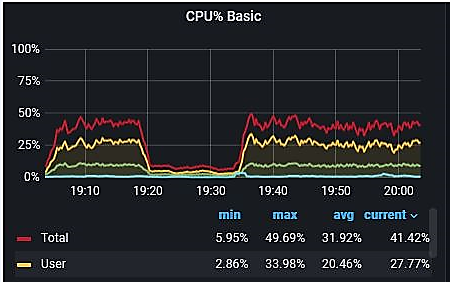 CPU% Basic
100%
75%
50%
25%
0%
19:10 19:20 19:30 19:40 19:50 20:00
min max avg current
Total 5.95% 49.69% 31.92% 41.42%
User 2.86% 33.98% 20.46% 27.77%